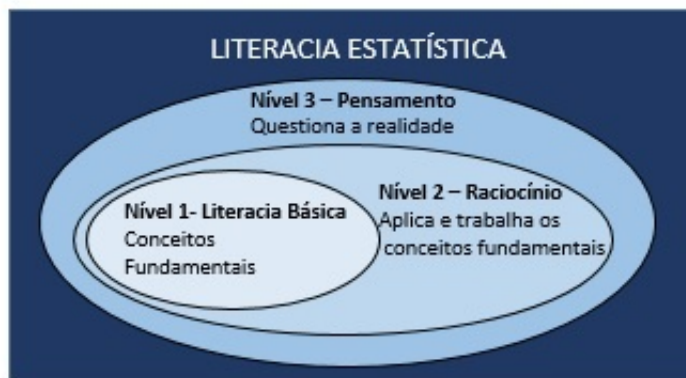 LITERACIA ESTATÍSTICA
Nível 3 – Pensamento
Questiona a realidade
Nível 1- Literacia Básica
Conceitos
Fundamentais
Nível 2 – Raciocínio
Aplica e trabalha os
conceitos fundamentais